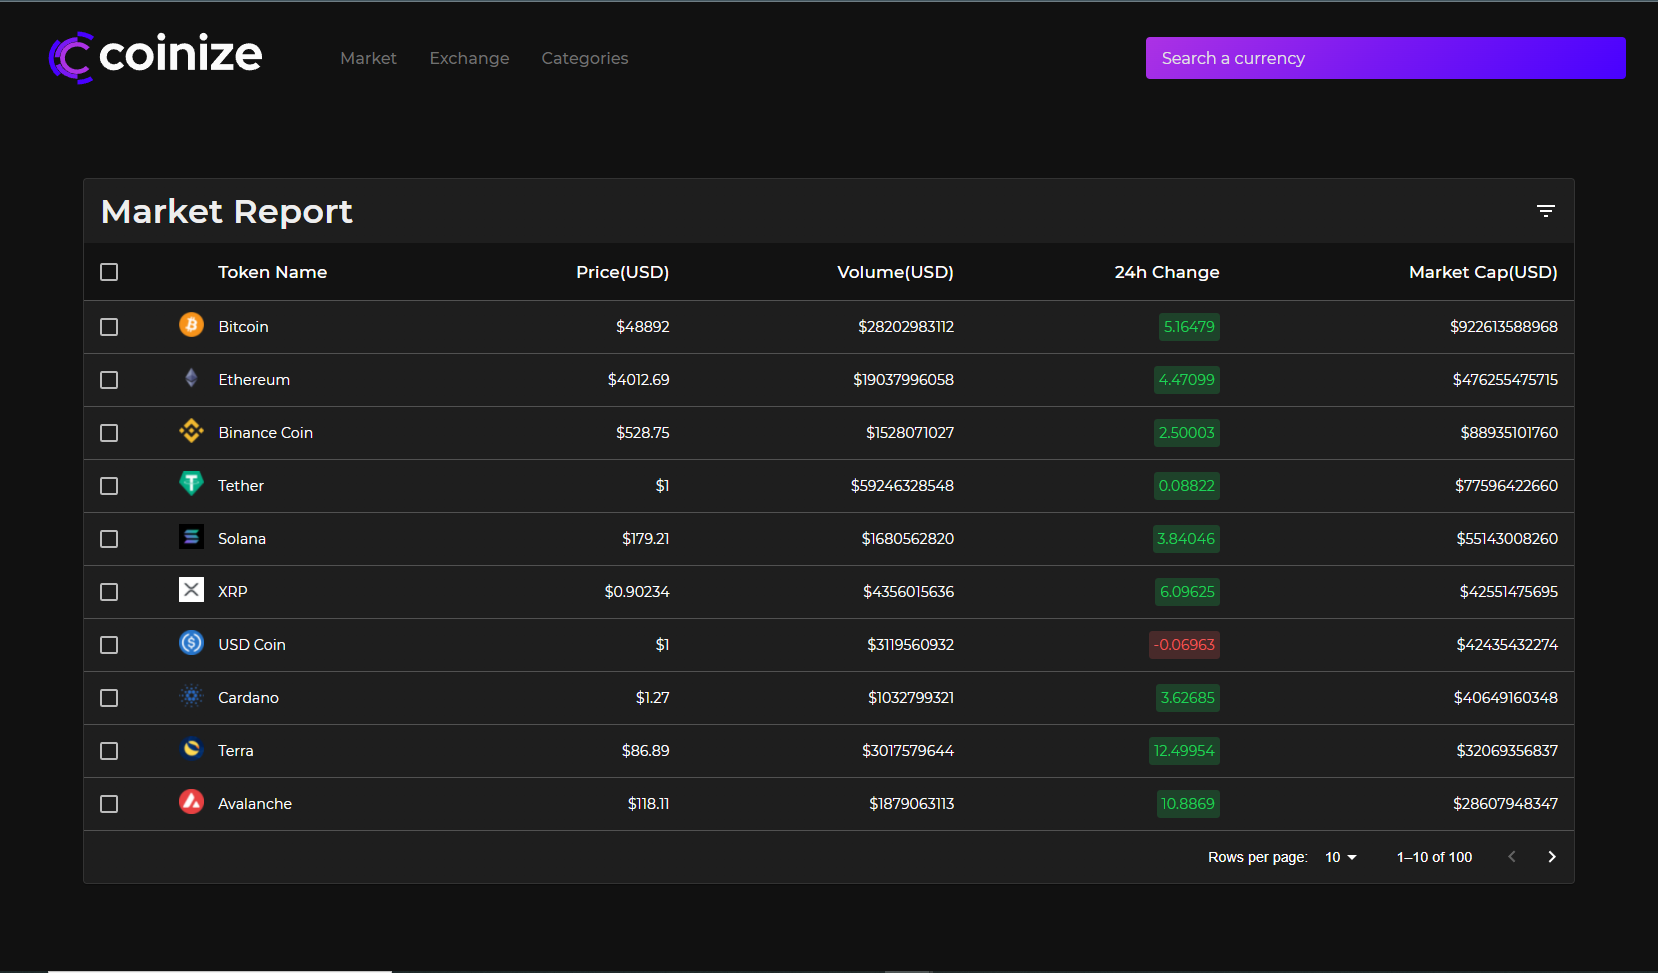 coinize Market Exchange Categories Search a currency
Market Report
Token Name Price(USD) Volume(USD) 24h Change Market Cap(USD)
Bitcoin $48892 $28202983112 5.16479 $922613588968
Ethereum $4012.69 $19037996058 4.47099 $476255475715
Binance Coin $528.75 $1528071027 2.50003 $88935101760
Tether $1 $59246328548 0.08822 $77596422660
Solana $179.21 $1680562820 3.84046 $55143008260
XRP $0.90234 $4356015636 6.09625 $42551475695
USD Coin $1 $3119560932 -0.06963 $42435432274
Cardano $1.27 $1032799321 3.62685 $40649160348
Terra $86.89 $3017579644 12.49954 $32069356837
Avalanche $118.11 $1879063113 10.8869 $28607948347
Rows per page: 10 1–10 of 100